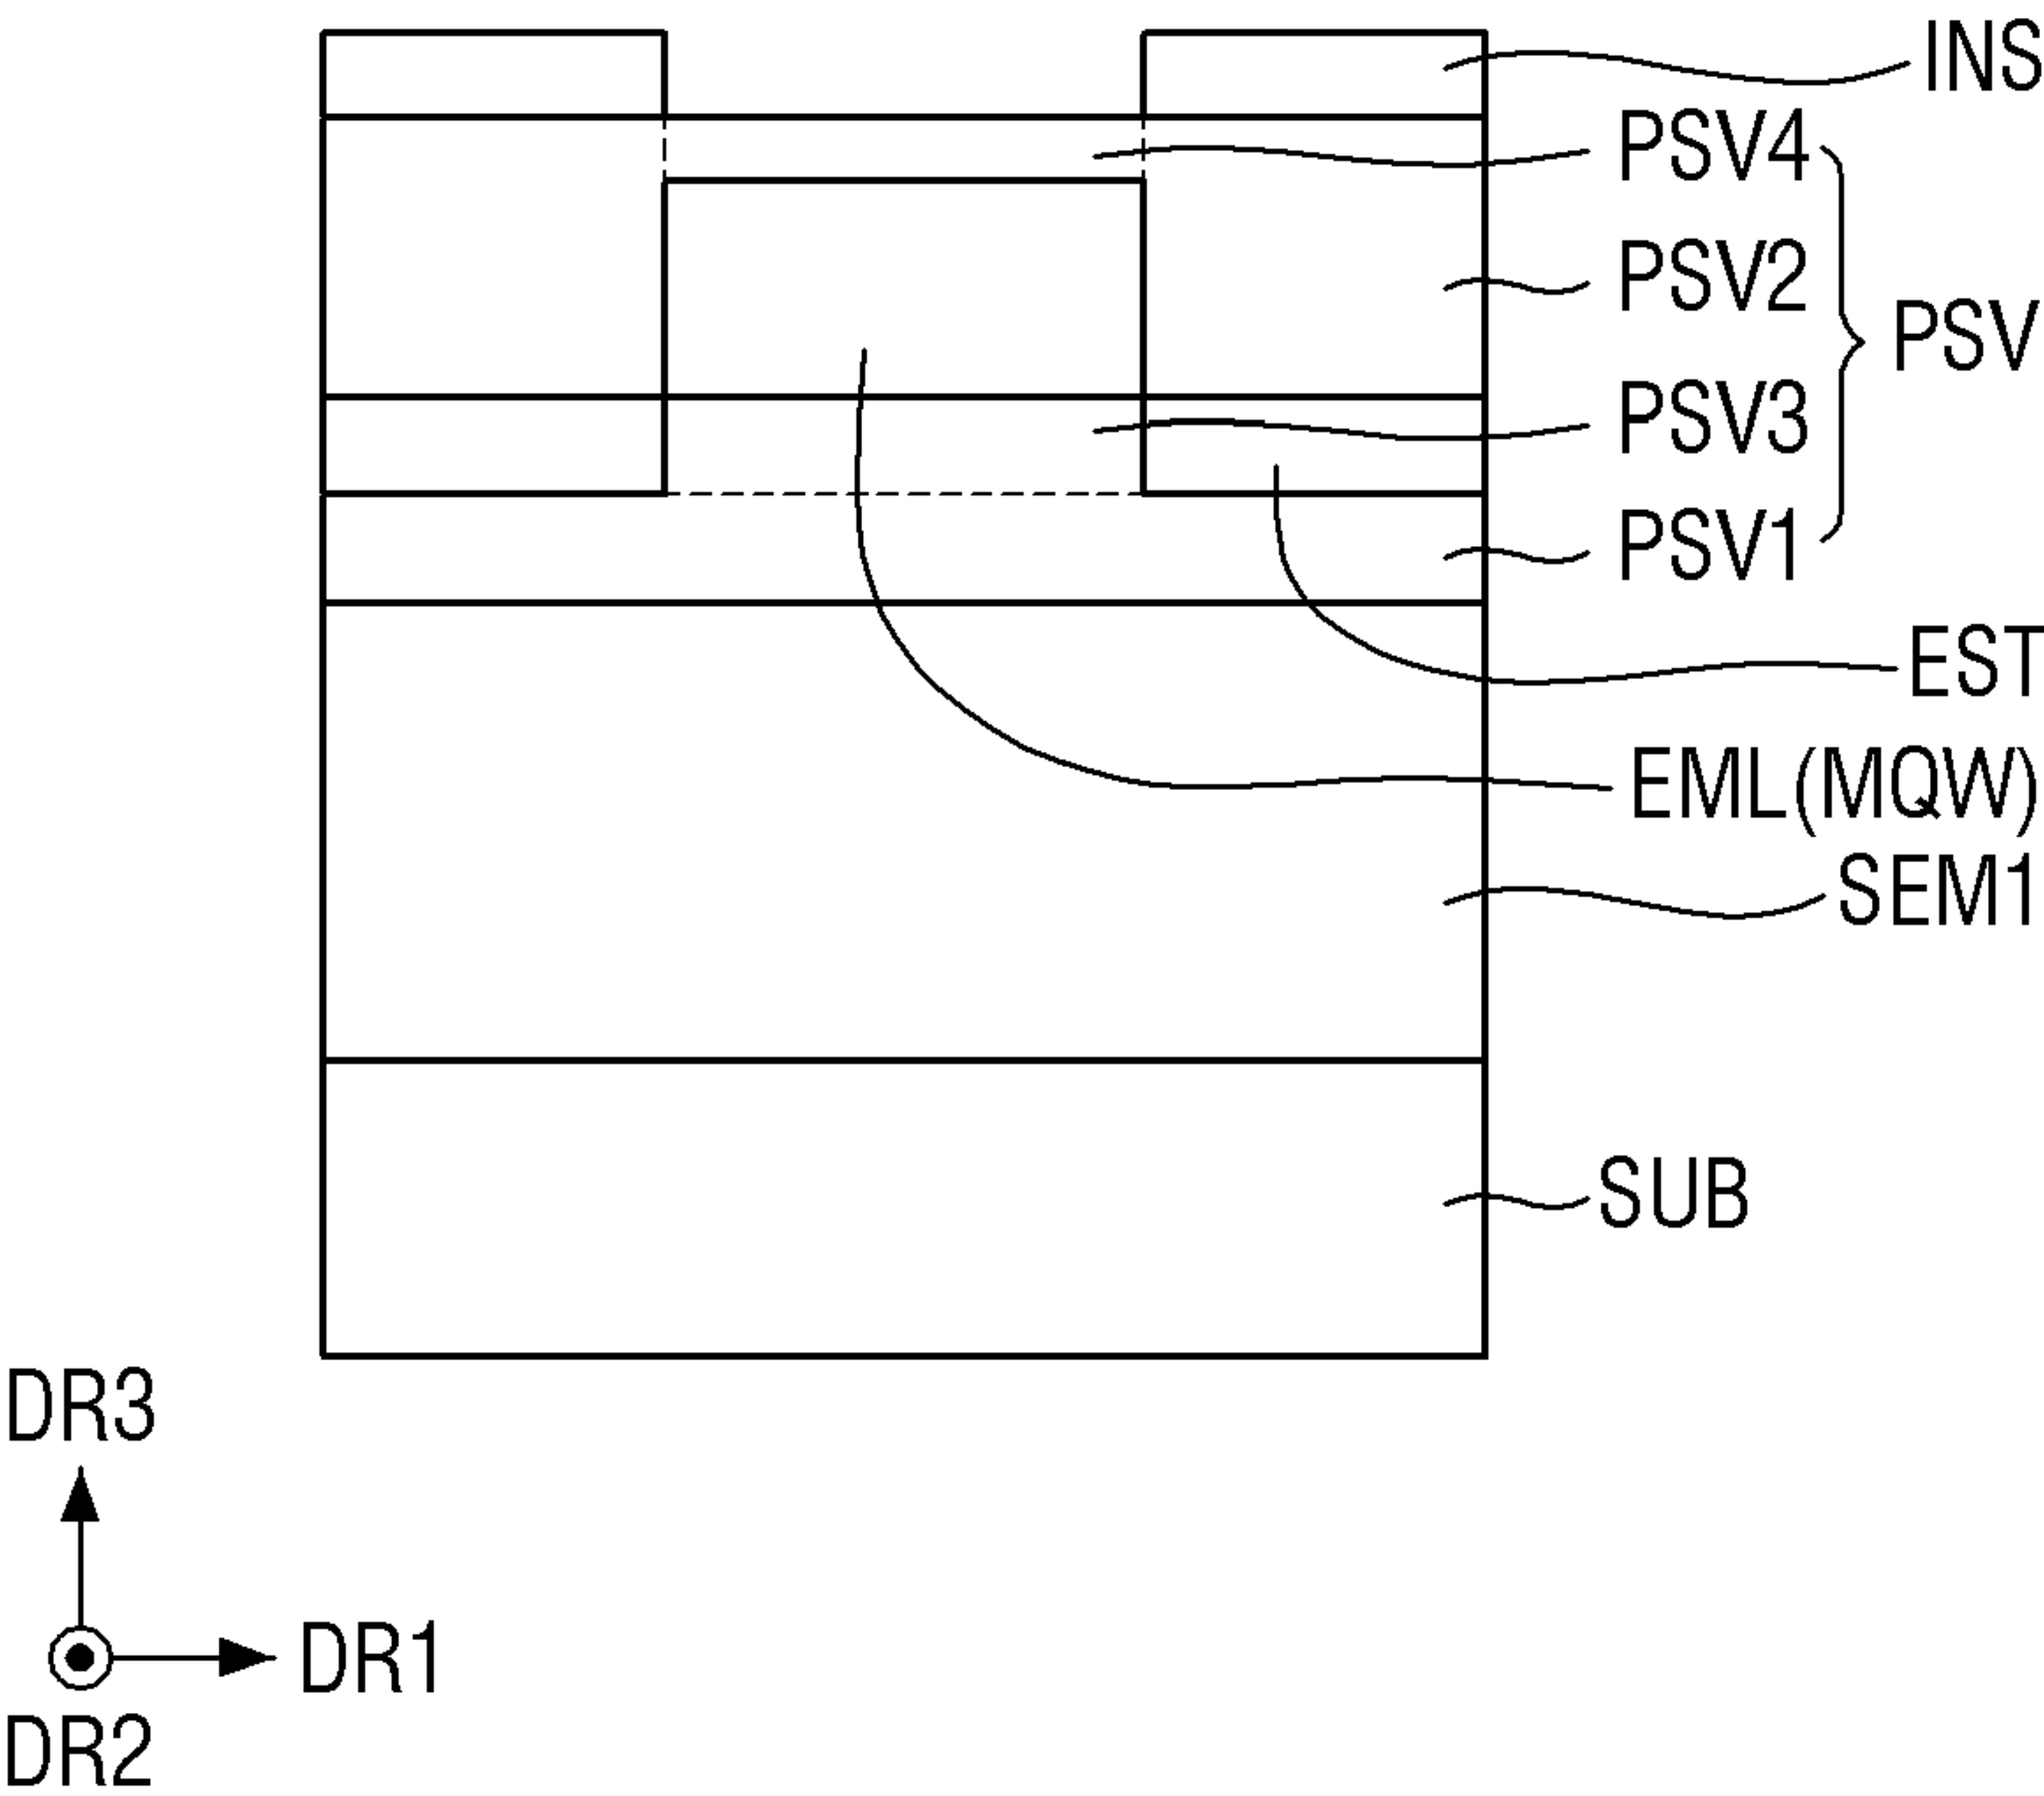 INS
PSV4
PSV2
PSV
PSV3
PSV1
EST
EML(MQW)
SEM1
SUB
DR3
DR1
DR2